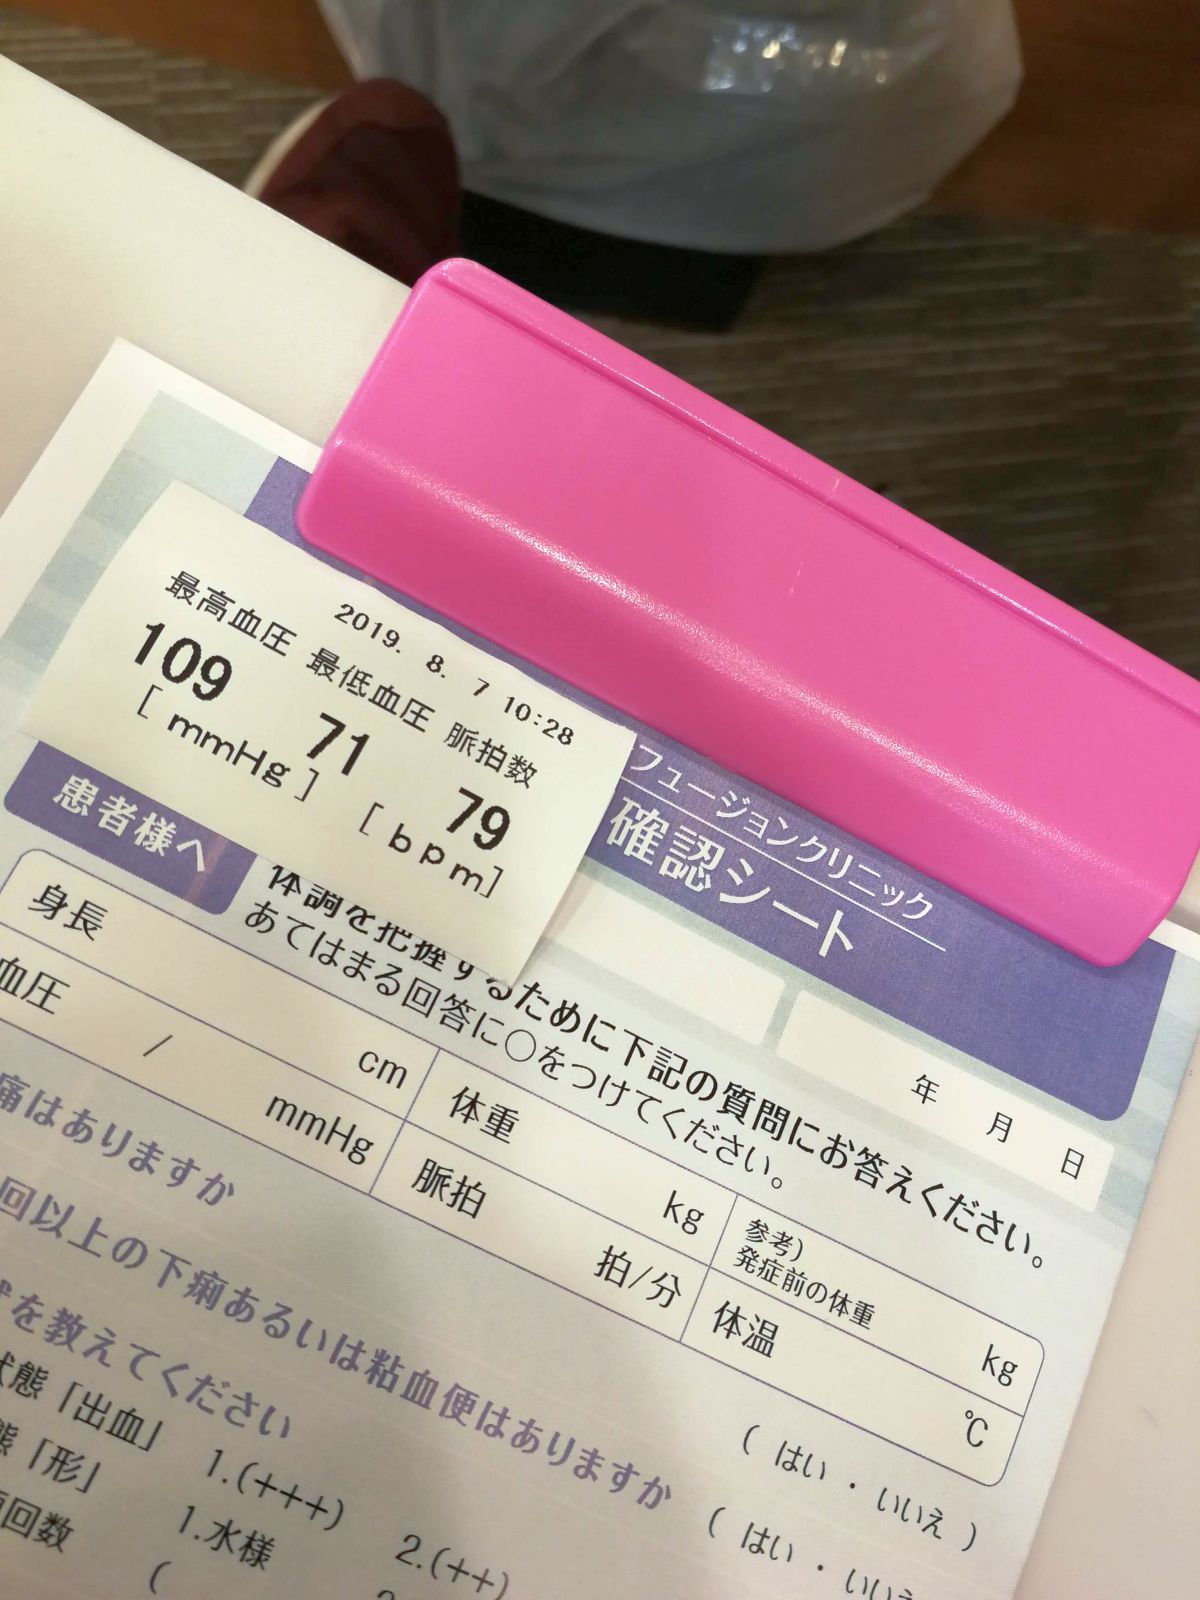 2019. 8. 7 10:28
最高血圧 最低血圧 脈拍数
109 71 79
[mmHg] [bpm]
フュージョンクリニック
確認シート
年 月 日
患者様へ
体調を把握するために下記の質問にお答えください。
あてはまる回答に○をつけてください。
身長 cm 体重 kg 参考) 発症前の体重 kg
血圧 / mmHg 脈拍 拍/分 体温 ℃
痛はありますか ( はい ・ いいえ )
回以上の下痢あるいは粘血便はありますか ( はい ・ いいえ
を教えてください
状態「出血」 1.(+++) 2.(++)
態「形」 1.水様
回数 (